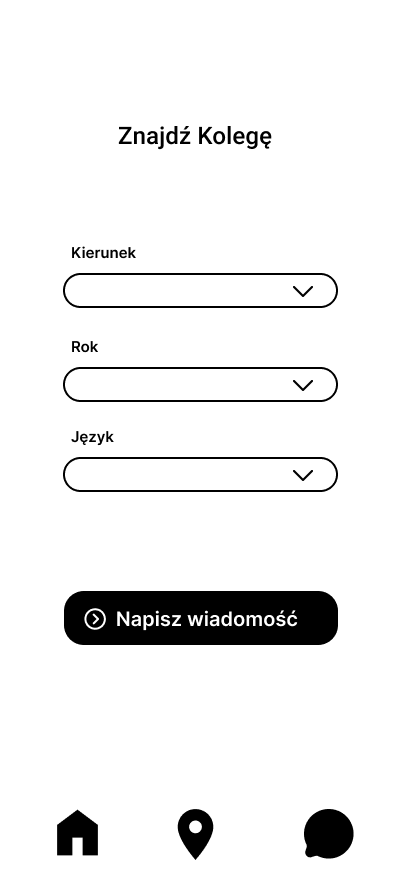 Znajdź Kolegę
Kierunek
Rok
Język
Napisz wiadomość